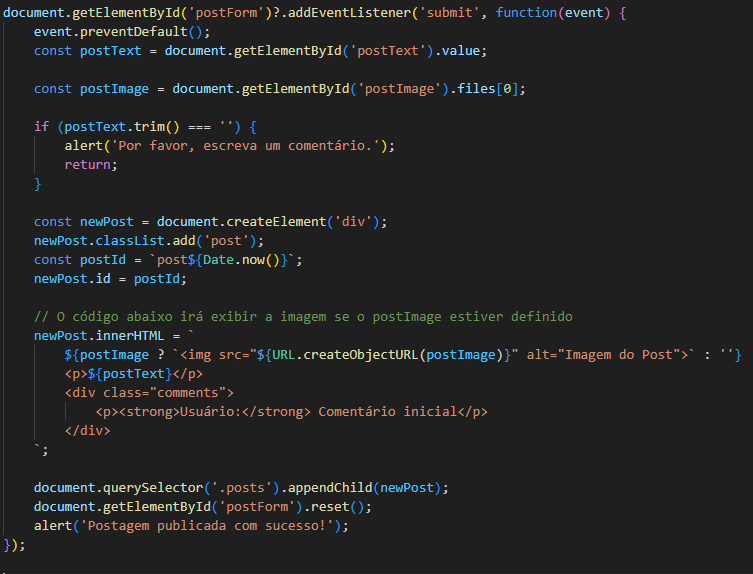 document.getElementById('postForm')?.addEventListener('submit', function(event) {
    event.preventDefault();
    const postText = document.getElementById('postText').value;

    const postImage = document.getElementById('postImage').files[0];

    if (postText.trim() === '') {
        alert('Por favor, escreva um comentário.');
        return;
    }

    const newPost = document.createElement('div');
    newPost.classList.add('post');
    const postId = `post${Date.now()}`;
    newPost.id = postId;

    // O código abaixo irá exibir a imagem se o postImage estiver definido
    newPost.innerHTML = `
        ${postImage ? `<img src="${URL.createObjectURL(postImage)}" alt="Imagem do Post">` : ''}
        <p>${postText}</p>
        <div class="comments">
            <p><strong>Usuário:</strong> Comentário inicial</p>
        </div>
    `;

    document.querySelector('.posts').appendChild(newPost);
    document.getElementById('postForm').reset();
    alert('Postagem publicada com sucesso!');
});